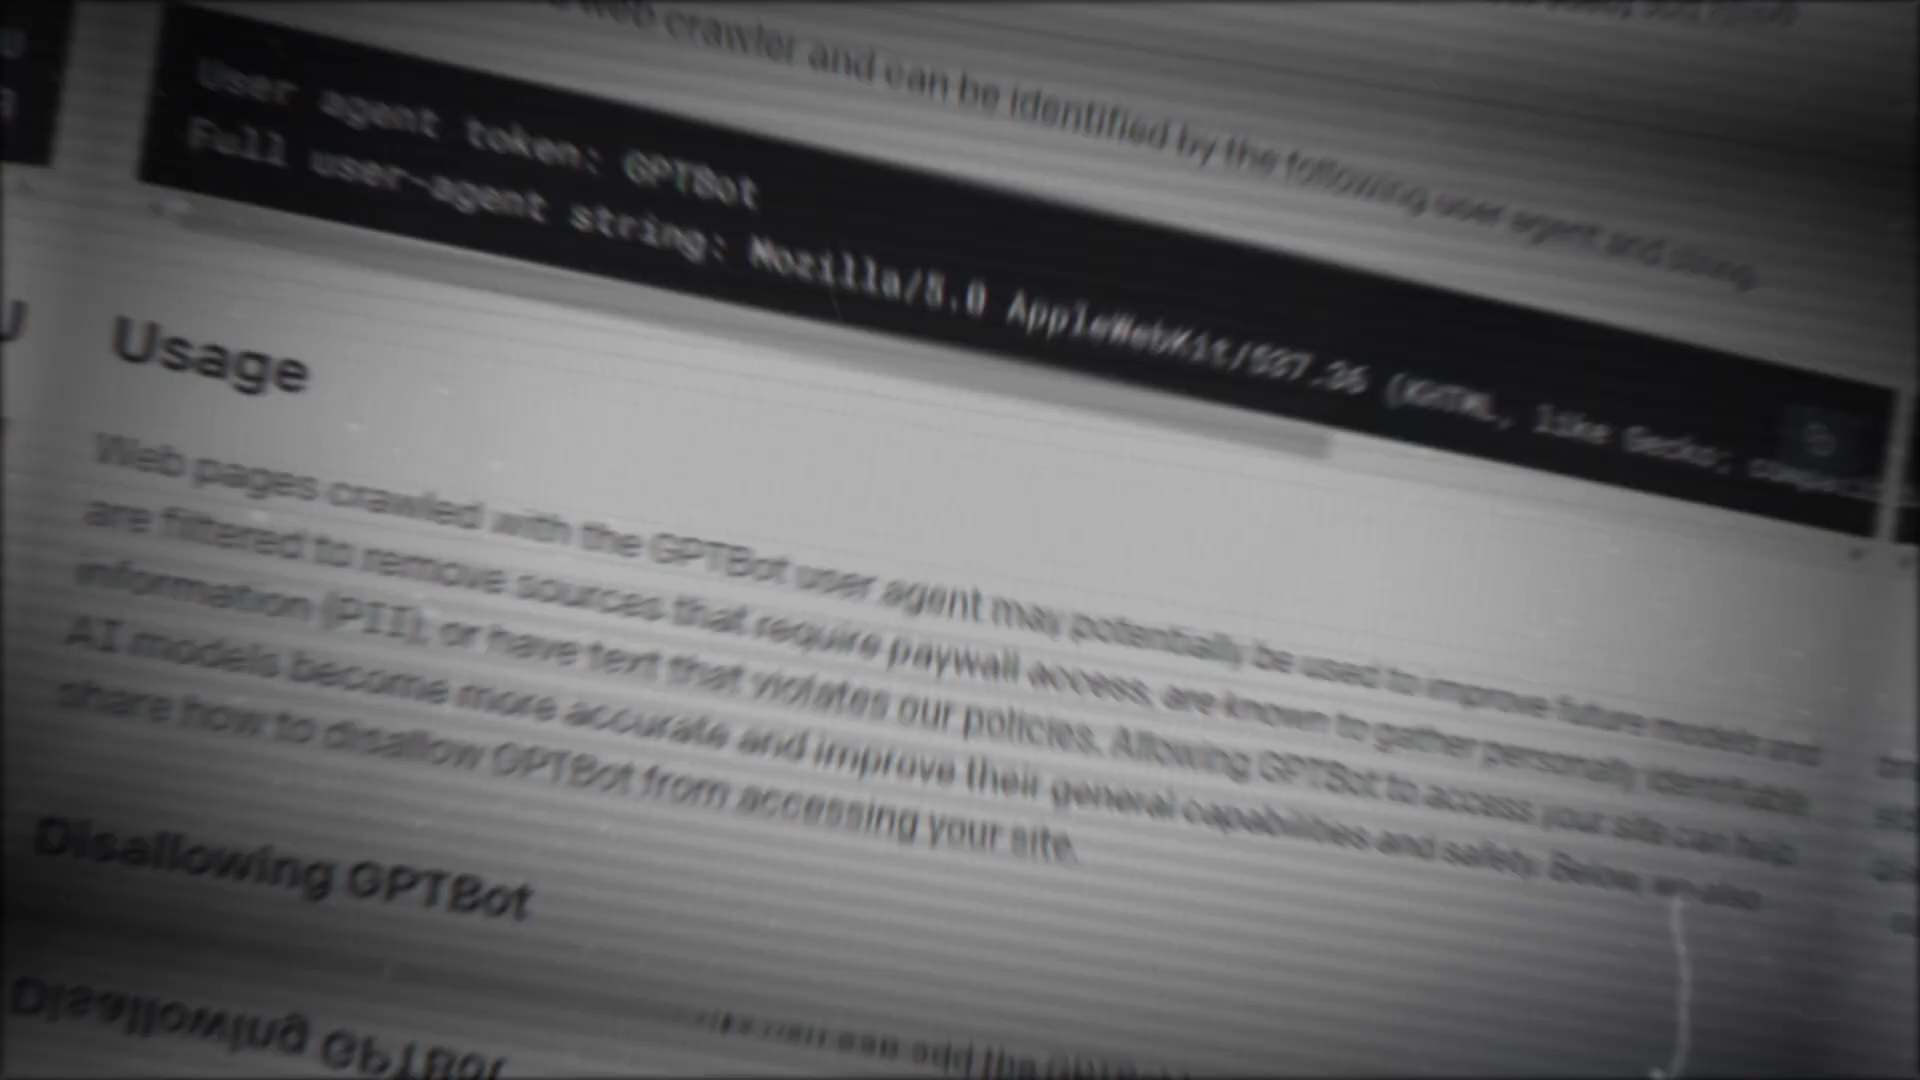 web crawler and can be identified by the following user agent and string
User agent token: GPTBot
Full user-agent string: Mozilla/5.0 AppleWebKit/537.36 (KHTML, like Gecko;
Usage
Web pages crawled with the GPTBot user agent may potentially be used to improve future models and
are filtered to remove sources that require paywall access, are known to gather personally identifiable
information (PII), or have text that violates our policies. Allowing GPTBot to access your site can help
AI models become more accurate and improve their general capabilities and safety. Below, we also
share how to disallow GPTBot from accessing your site.
Disallowing GPTBot
Disallowing GPTBot
add the GPTBot